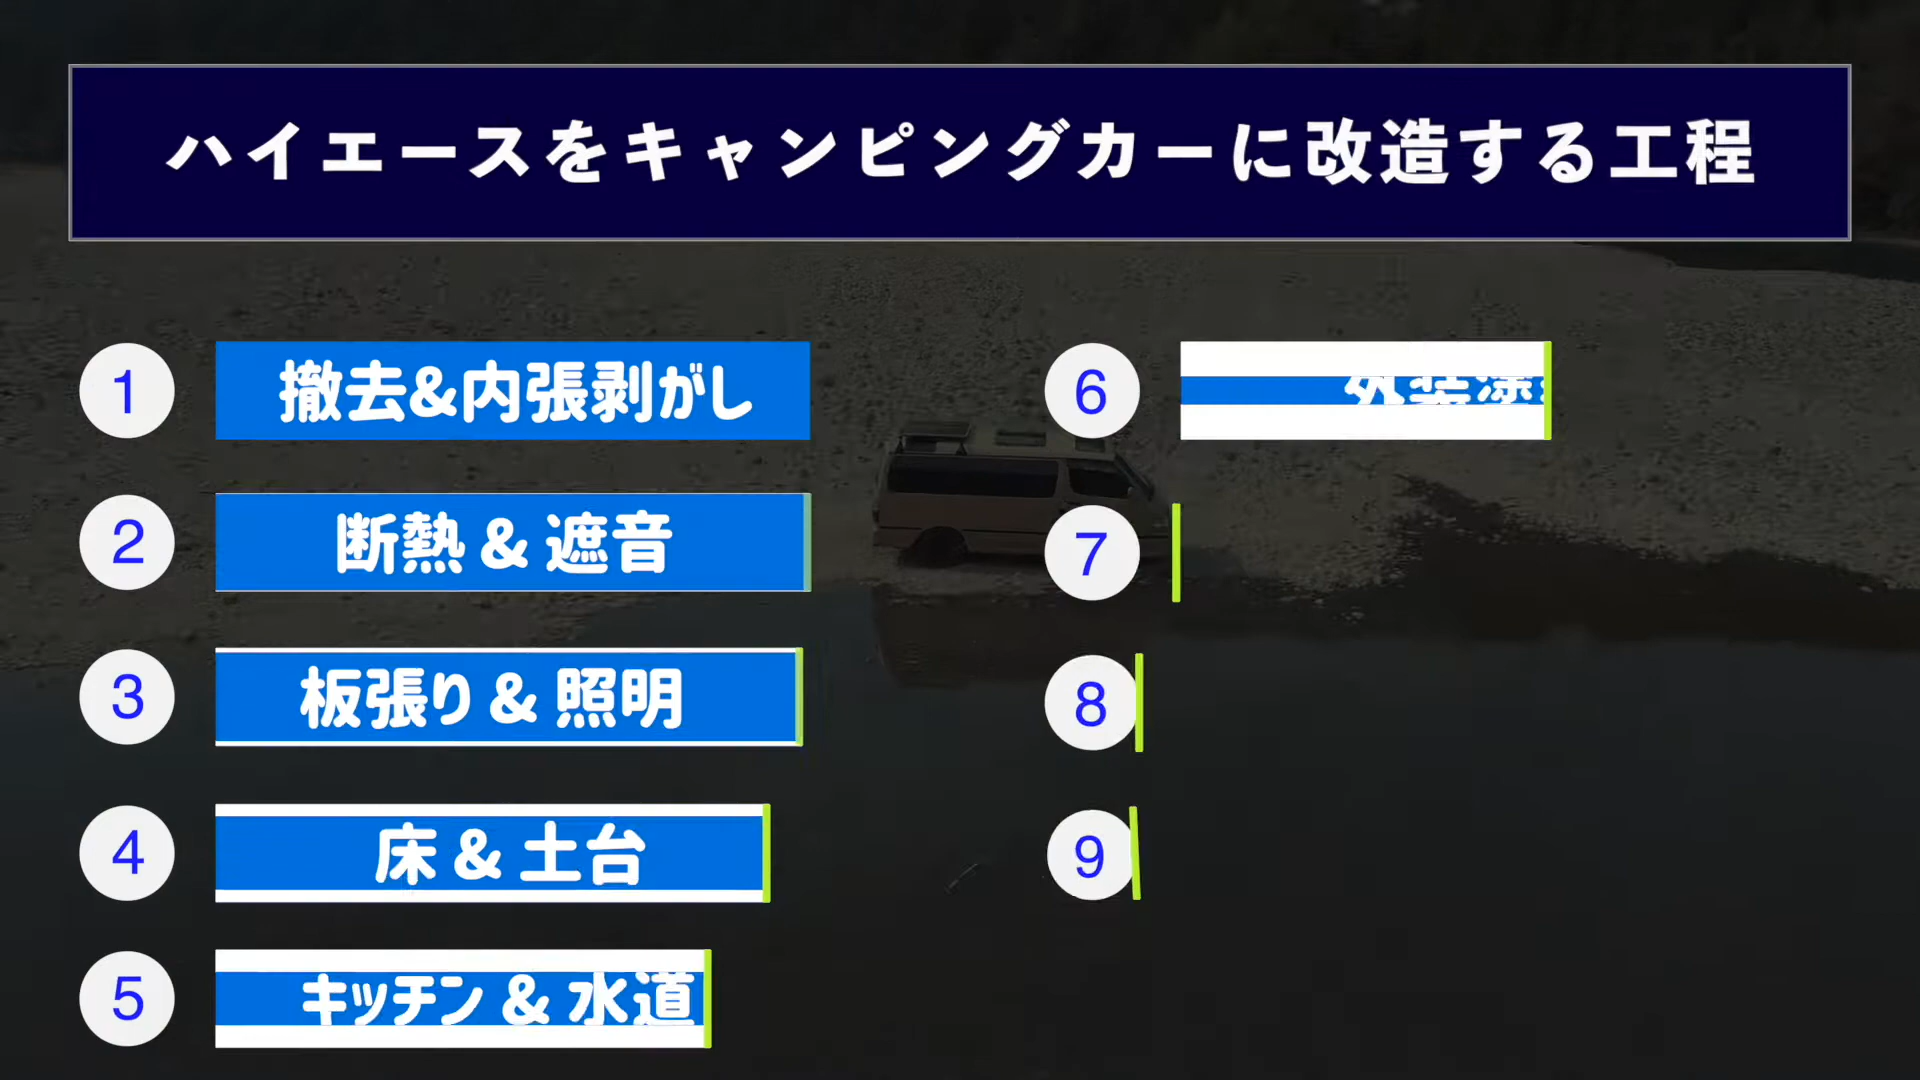 ハイエースをキャンピングカーに改造する工程
1
撤去&内張剥がし
2
断熱 & 遮音
3
板張り & 照明
4
床 & 土台
5
キッチン & 水道
6
7
8
9